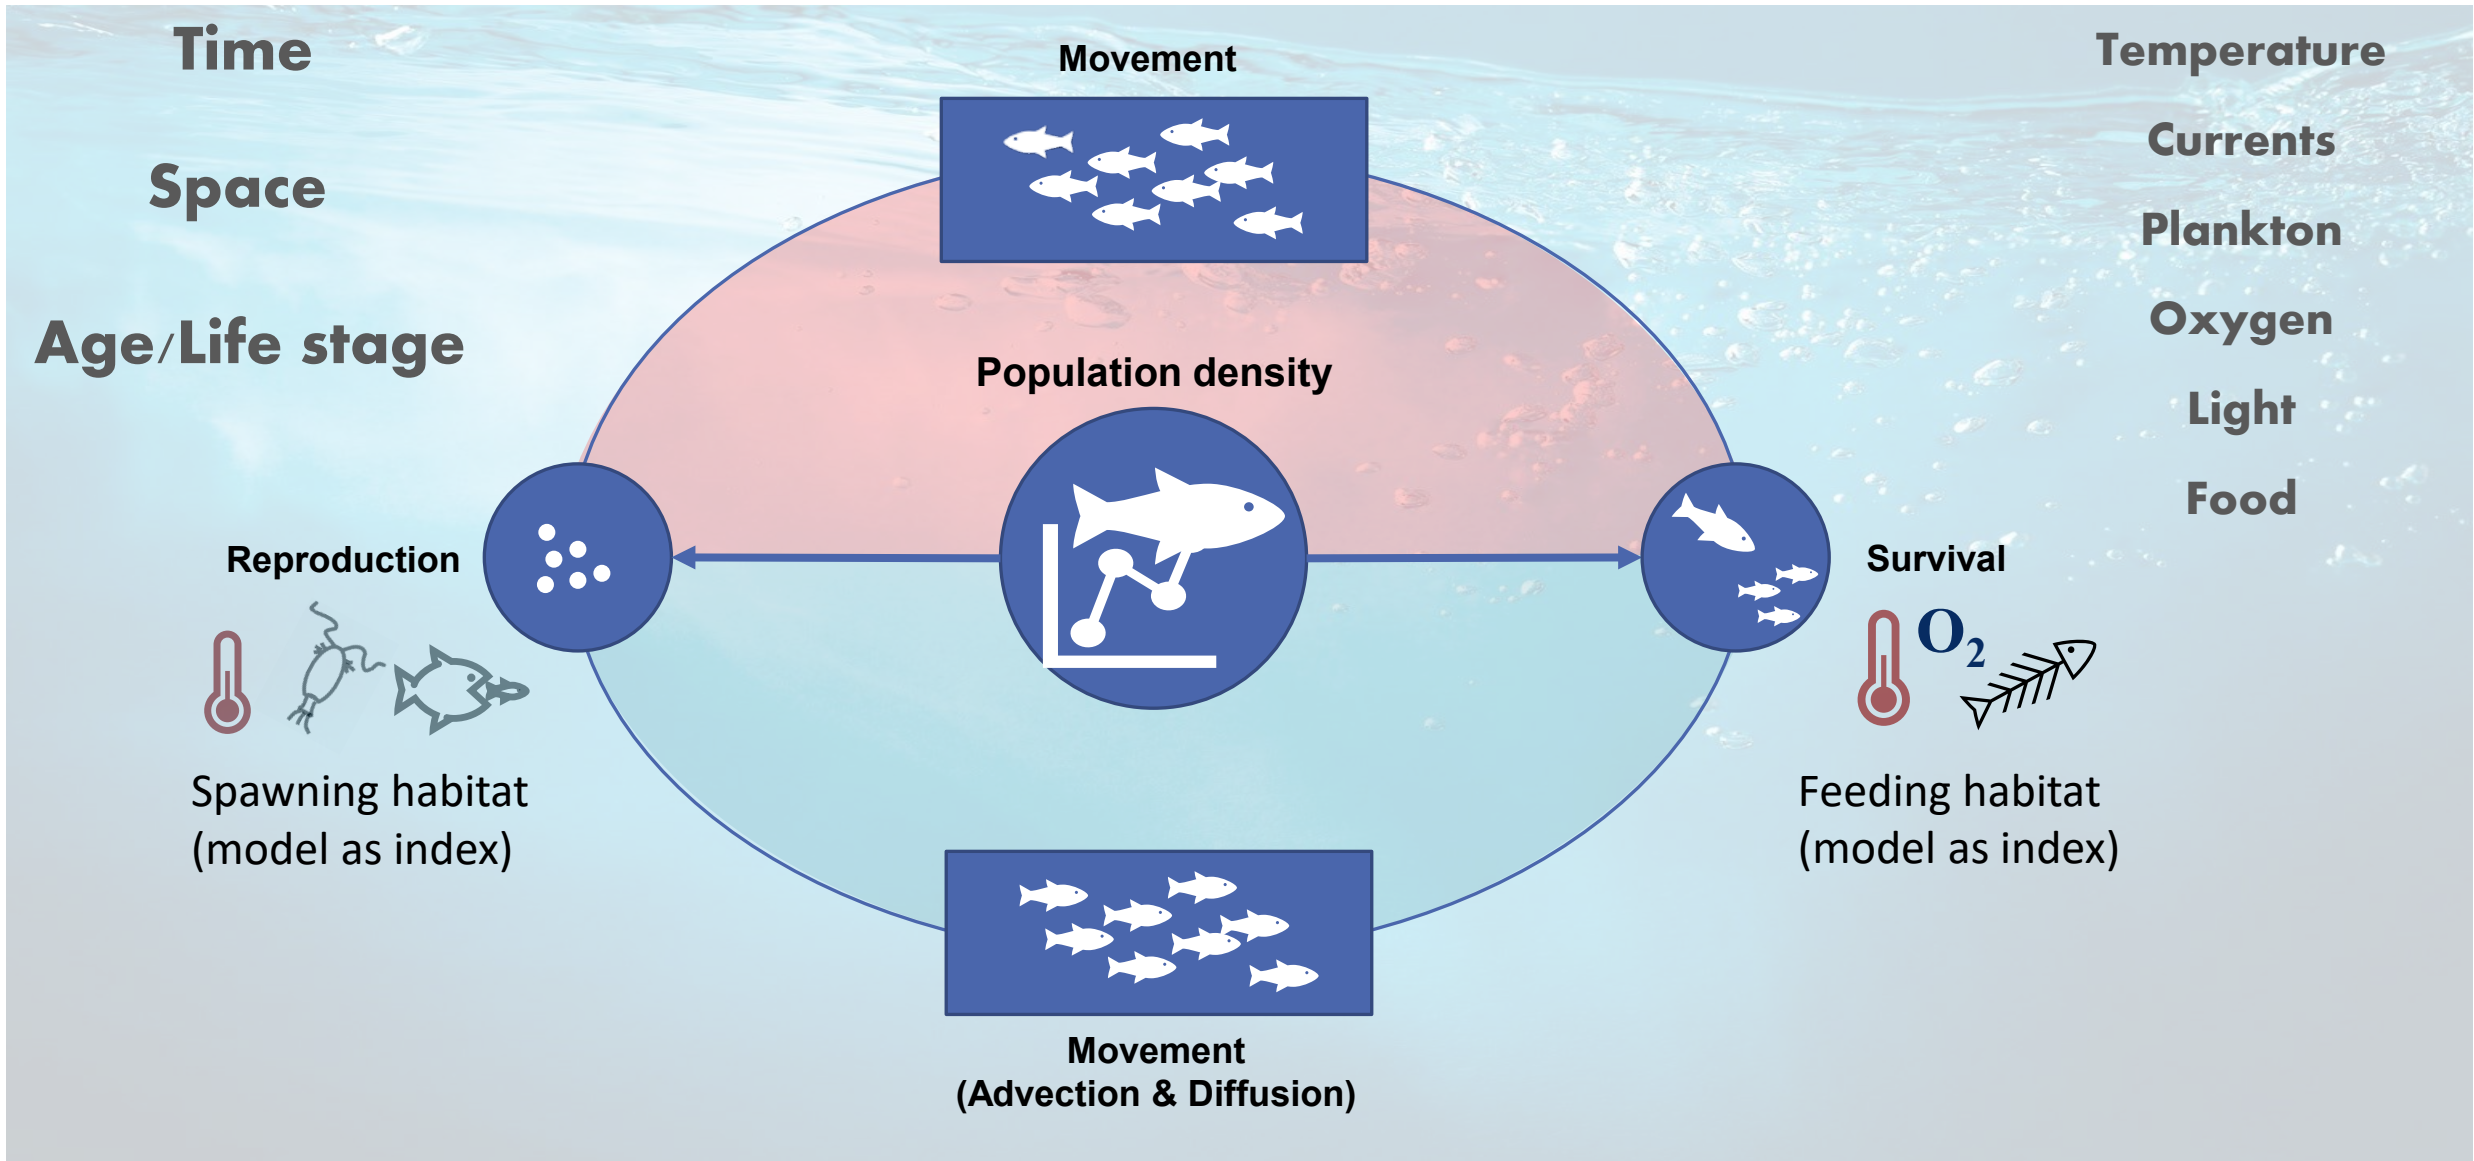 Time
Space
Age/Life stage
Movement
Temperature
Currents
Plankton
Oxygen
Light
Food
Population density
Reproduction
Spawning habitat
(model as index)
Survival
O₂
Feeding habitat
(model as index)
Movement
(Advection & Diffusion)